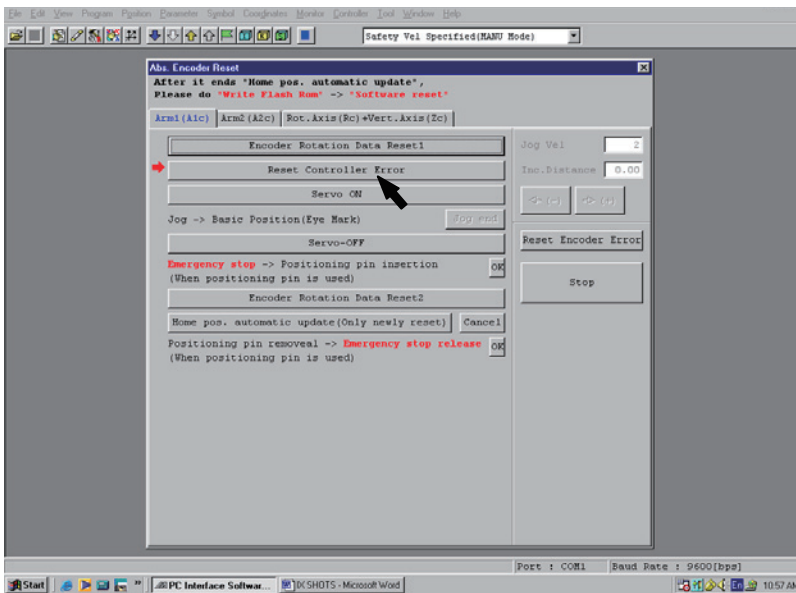 File Edit View Program Position Parameter Symbol Coordinates Monitor Controller Tool Window Help
Safety Vel Specified(MANU Mode)
Abs. Encoder Reset
After it ends "Home pos. automatic update",
Please do "Write Flash Rom" -> "Software reset"
Arm1(A1c) Arm2(A2c) Rot.Axis(Rc)+Vert.Axis(Zc)
Encoder Rotation Data Reset1
Reset Controller Error
Servo ON
Jog -> Basic Position(Eye Mark) Jog end
Servo-OFF
Emergency stop -> Positioning pin insertion
(When positioning pin is used)
OK
Encoder Rotation Data Reset2
Home pos. automatic update(Only newly reset) Cancel
Positioning pin removeal -> Emergency stop release
(When positioning pin is used)
OK
Jog Vel 2
Inc.Distance 0.00
(-) (+)
Reset Encoder Error
Stop
Port : COM1 Baud Rate : 9600[bps]
Start PC Interface Softwar... IX SHOTS - Microsoft Word En 10:57 AM